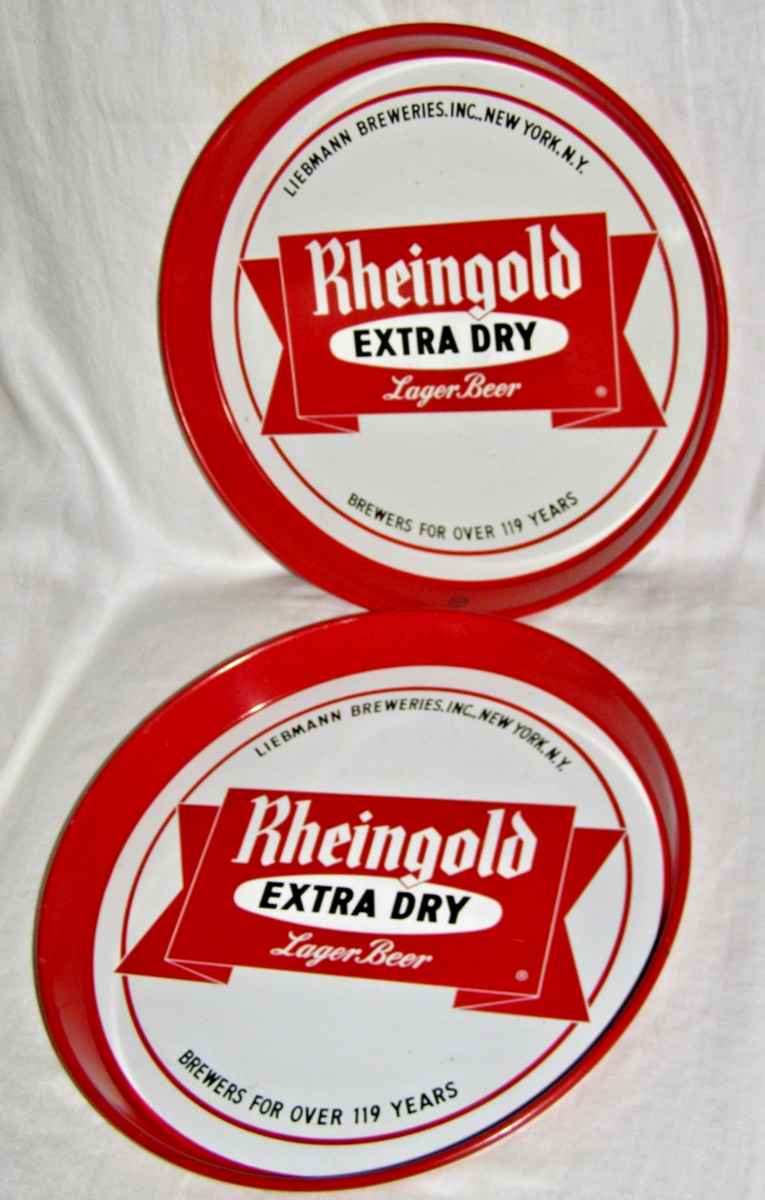 LIEBMANN BREWERIES, INC., NEW YORK, N.Y.
Rheingold
EXTRA DRY
Lager Beer
®
BREWERS FOR OVER 119 YEARS
LIEBMANN BREWERIES, INC., NEW YORK, N.Y.
Rheingold
EXTRA DRY
Lager Beer
®
BREWERS FOR OVER 119 YEARS